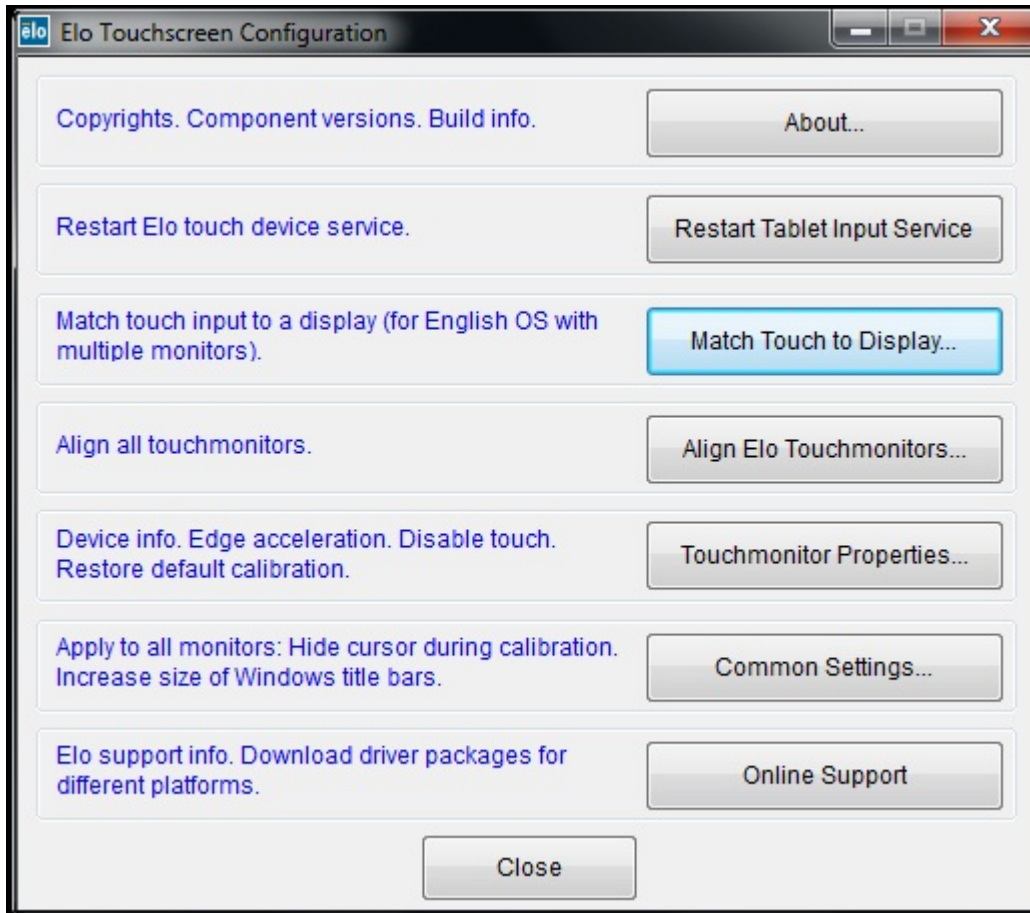 elo Elo Touchscreen Configuration
Copyrights. Component versions. Build info.
About...
Restart Elo touch device service.
Restart Tablet Input Service
Match touch input to a display (for English OS with
multiple monitors).
Match Touch to Display...
Align all touchmonitors.
Align Elo Touchmonitors...
Device info. Edge acceleration. Disable touch.
Restore default calibration.
Touchmonitor Properties...
Apply to all monitors: Hide cursor during calibration.
Increase size of Windows title bars.
Common Settings...
Elo support info. Download driver packages for
different platforms.
Online Support
Close